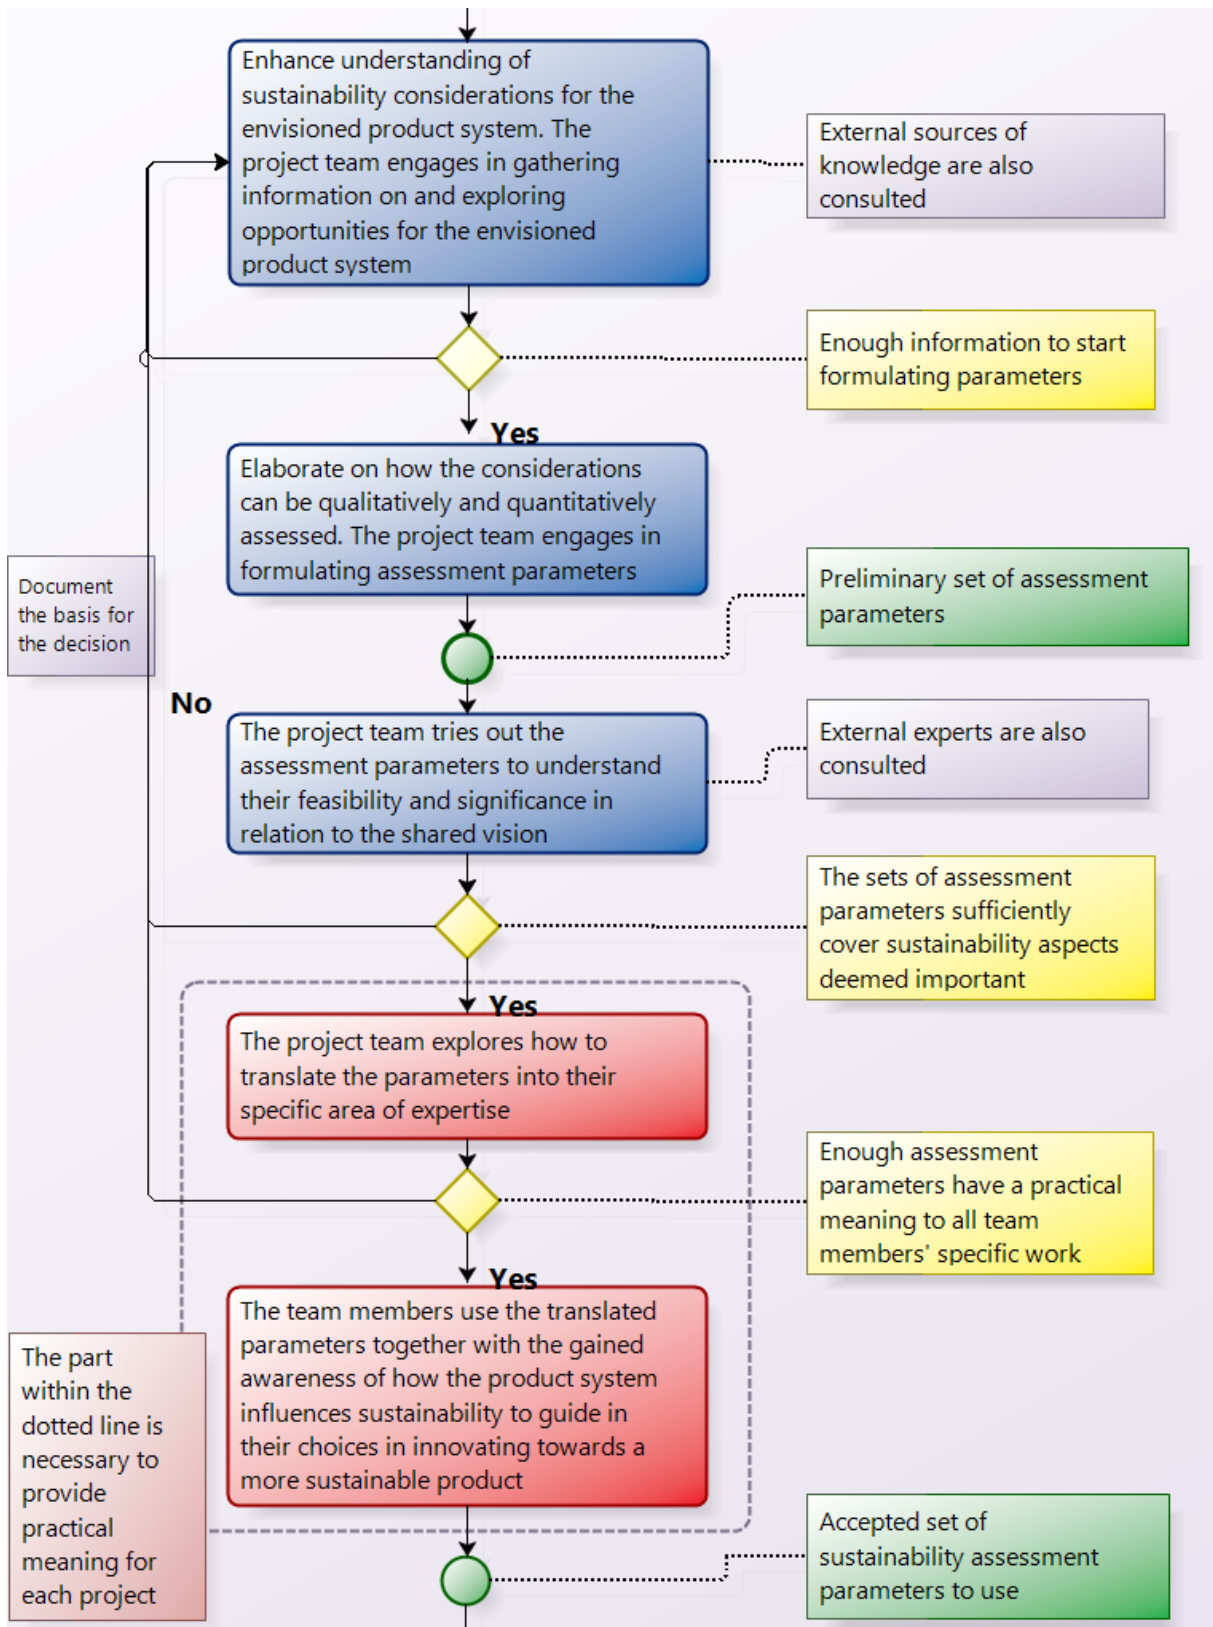 Enhance understanding of
sustainability considerations for the
envisioned product system. The
project team engages in gathering
information on and exploring
opportunities for the envisioned
product system
External sources of
knowledge are also
consulted
Enough information to start
formulating parameters
Yes
Elaborate on how the considerations
can be qualitatively and quantitatively
assessed. The project team engages in
formulating assessment parameters
Document
the basis for
the decision
Preliminary set of assessment
parameters
No
The project team tries out the
assessment parameters to understand
their feasibility and significance in
relation to the shared vision
External experts are also
consulted
The sets of assessment
parameters sufficiently
cover sustainability aspects
deemed important
Yes
The project team explores how to
translate the parameters into their
specific area of expertise
Enough assessment
parameters have a practical
meaning to all team
members' specific work
Yes
The team members use the translated
parameters together with the gained
awareness of how the product system
influences sustainability to guide in
their choices in innovating towards a
more sustainable product
The part
within the
dotted line is
necessary to
provide
practical
meaning for
each project
Accepted set of
sustainability assessment
parameters to use